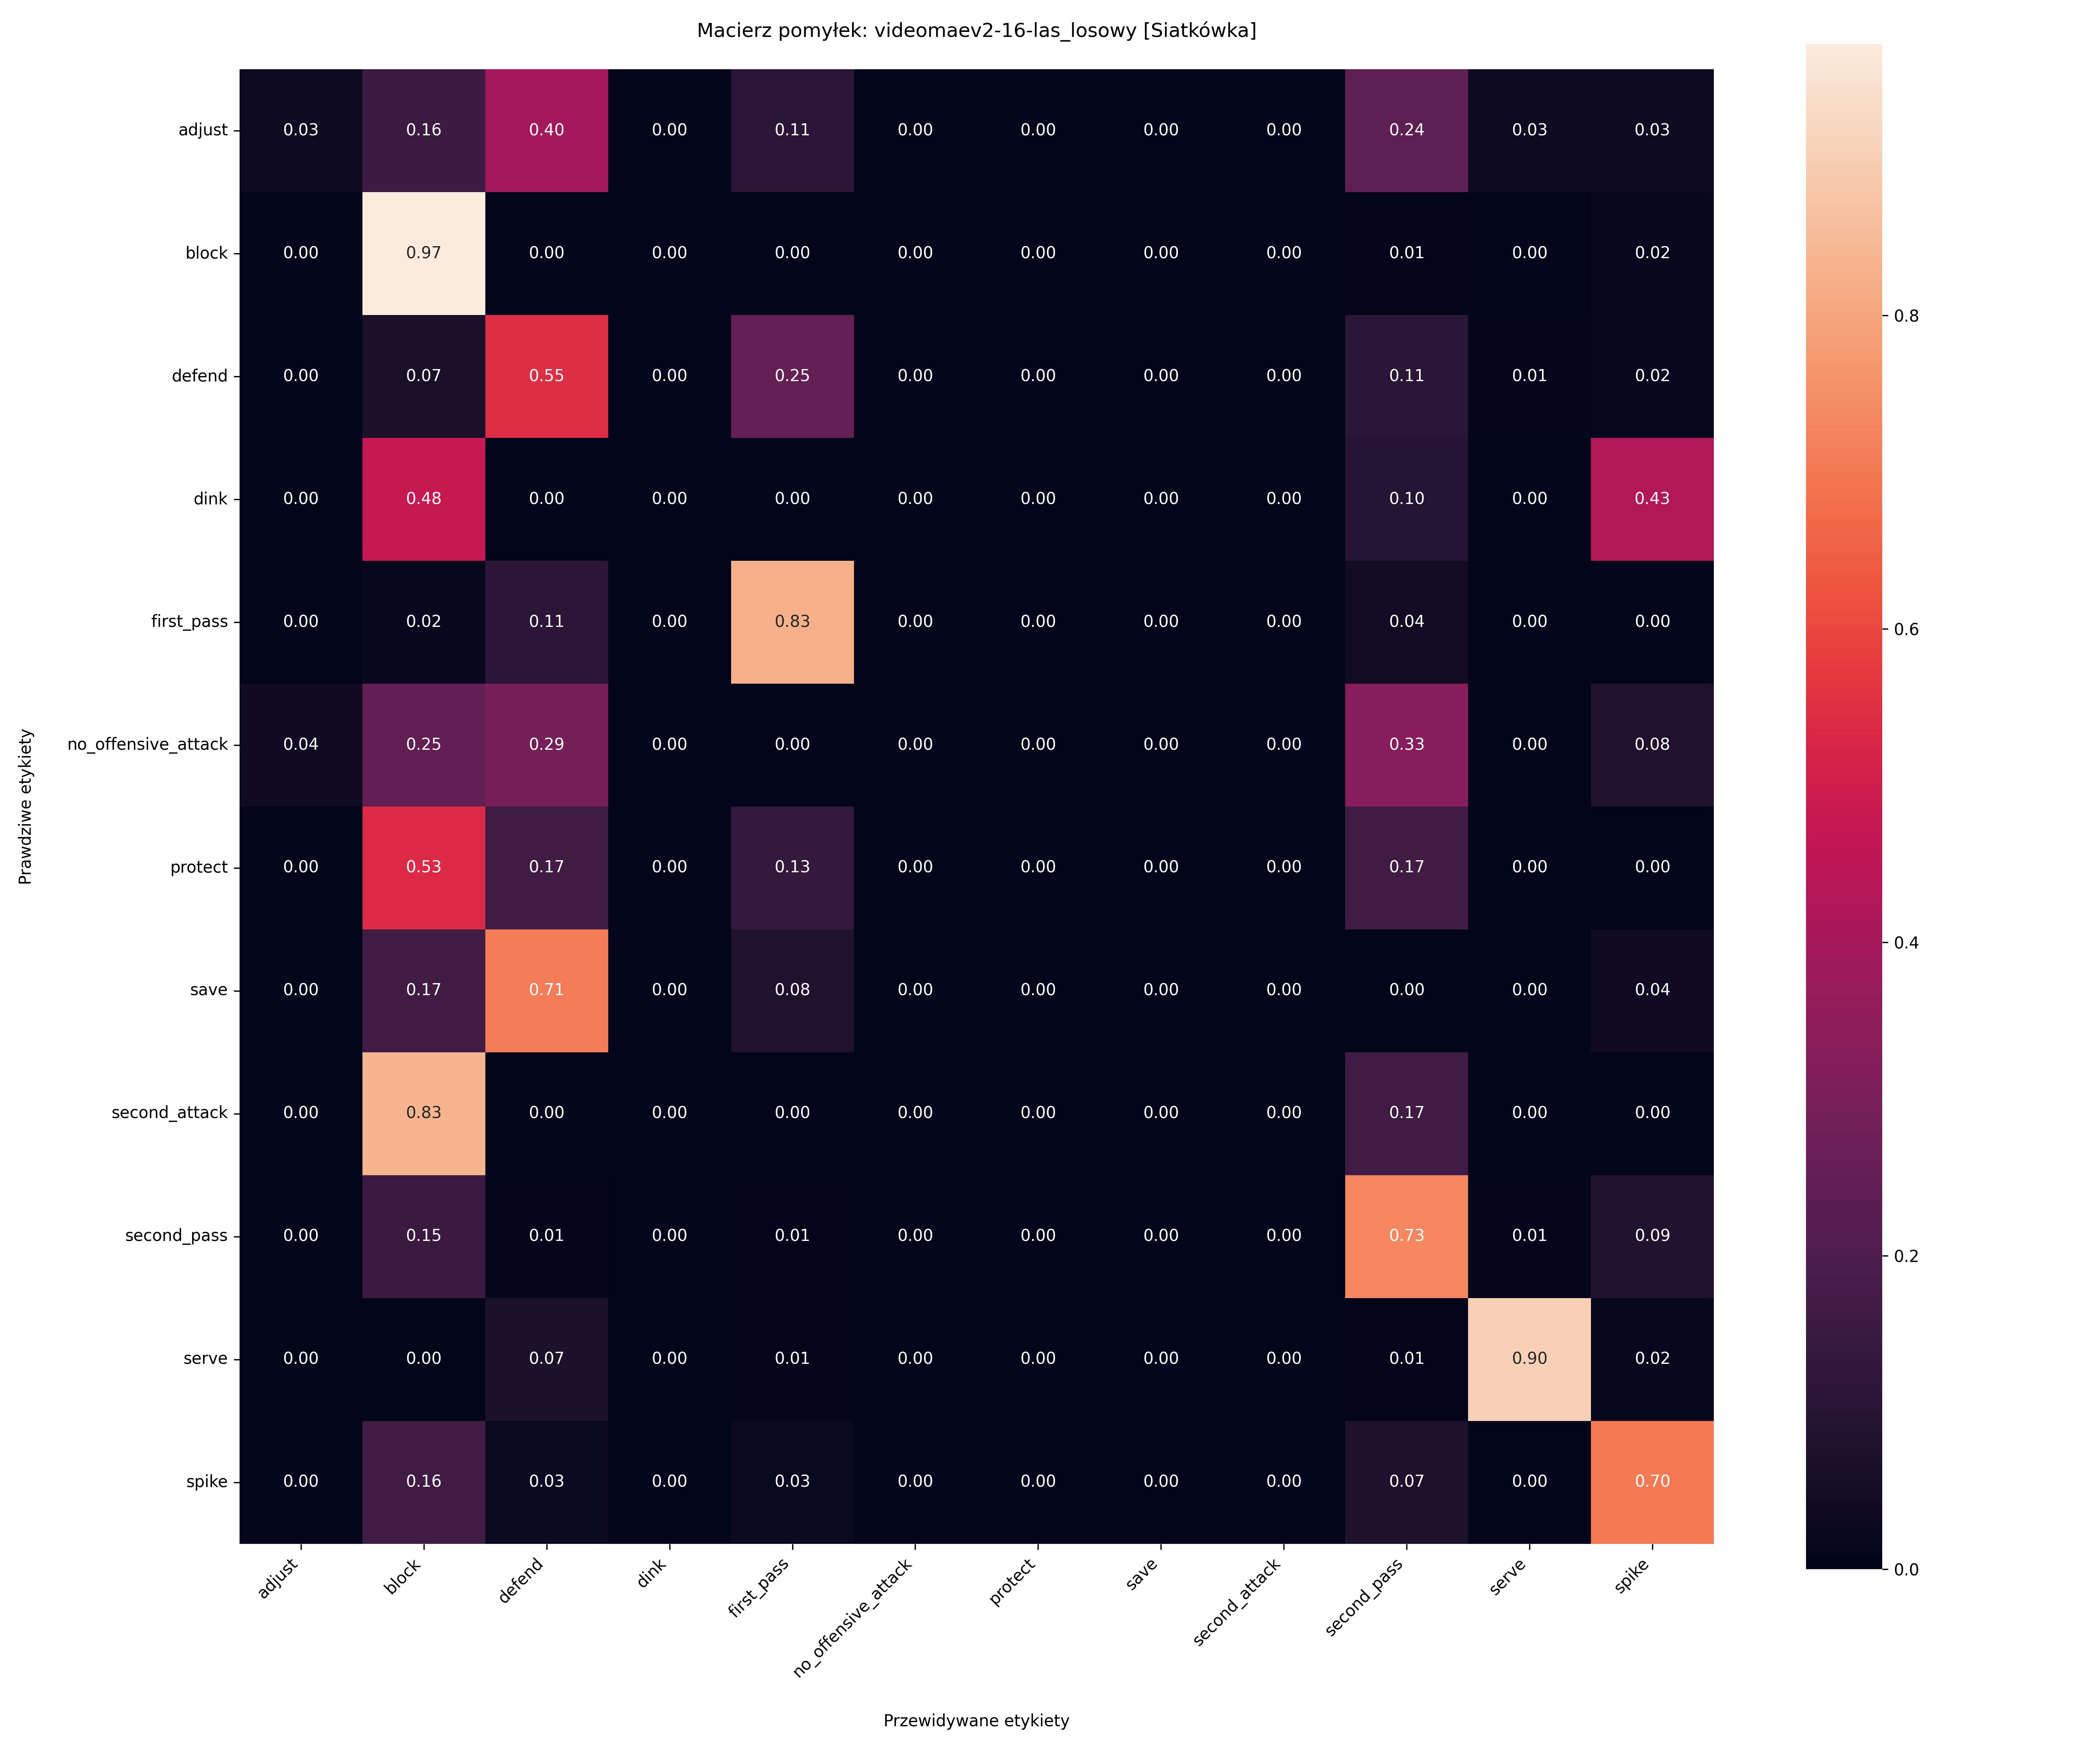 Macierz pomyłek: videomaev2-16-las_losowy [Siatkówka]
adjust 0.03 0.16 0.40 0.00 0.11 0.00 0.00 0.00 0.00 0.24 0.03 0.03
block 0.00 0.97 0.00 0.00 0.00 0.00 0.00 0.00 0.00 0.01 0.00 0.02
0.8
defend 0.00 0.07 0.55 0.00 0.25 0.00 0.00 0.00 0.00 0.11 0.01 0.02
dink 0.00 0.48 0.00 0.00 0.00 0.00 0.00 0.00 0.00 0.10 0.00 0.43
first_pass 0.00 0.02 0.11 0.00 0.83 0.00 0.00 0.00 0.00 0.04 0.00 0.00
0.6
no_offensive_attack 0.04 0.25 0.29 0.00 0.00 0.00 0.00 0.00 0.00 0.33 0.00 0.08
Prawdziwe etykiety
protect 0.00 0.53 0.17 0.00 0.13 0.00 0.00 0.00 0.00 0.17 0.00 0.00
0.4
save 0.00 0.17 0.71 0.00 0.08 0.00 0.00 0.00 0.00 0.00 0.00 0.04
second_attack 0.00 0.83 0.00 0.00 0.00 0.00 0.00 0.00 0.00 0.17 0.00 0.00
second_pass 0.00 0.15 0.01 0.00 0.01 0.00 0.00 0.00 0.00 0.73 0.01 0.09
0.2
serve 0.00 0.00 0.07 0.00 0.01 0.00 0.00 0.00 0.00 0.01 0.90 0.02
spike 0.00 0.16 0.03 0.00 0.03 0.00 0.00 0.00 0.00 0.07 0.00 0.70
0.0
adjust block defend dink first_pass no_offensive_attack protect save second_attack second_pass serve spike
Przewidywane etykiety